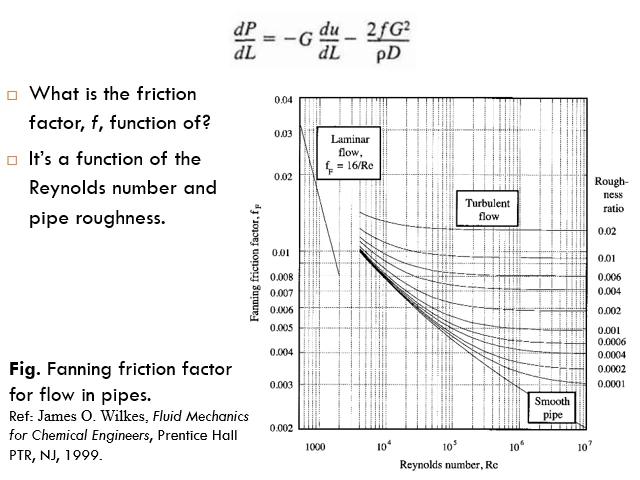 dP/dL = −G du/dL − 2fG²/ρD
□ What is the friction
factor, f, function of?
□ It's a function of the
Reynolds number and
pipe roughness.
Fig. Fanning friction factor
for flow in pipes.
Ref: James O. Wilkes, Fluid Mechanics
for Chemical Engineers, Prentice Hall
PTR, NJ, 1999.
Fanning friction factor, f_F
0.04
0.03
0.02
0.01
0.008
0.007
0.006
0.005
0.004
0.003
0.002
Laminar
flow,
f_F = 16/Re
Turbulent
flow
Smooth
pipe
Rough-
ness
ratio
0.02
0.01
0.006
0.004
0.002
0.001
0.0006
0.0004
0.0002
0.0001
1000 10⁴ 10⁵ 10⁶ 10⁷
Reynolds number, Re